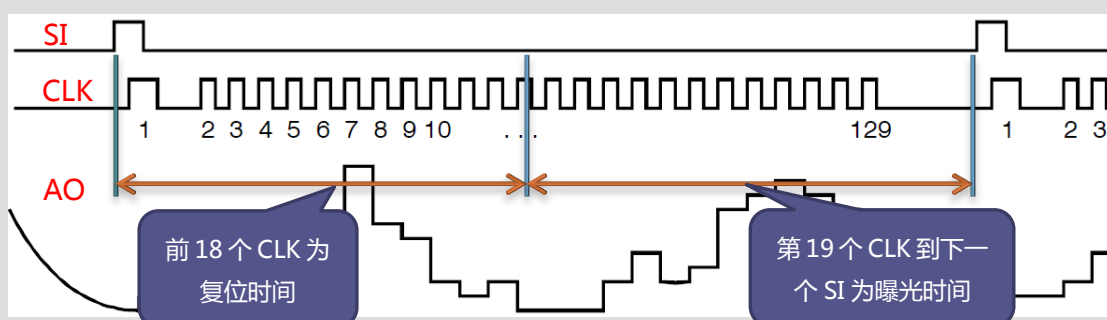 SI
CLK
1 2 3 4 5 6 7 8 9 10 ... 129 1 2 3
AO
前 18 个 CLK 为
复位时间
第 19 个 CLK 到下一
个 SI 为曝光时间